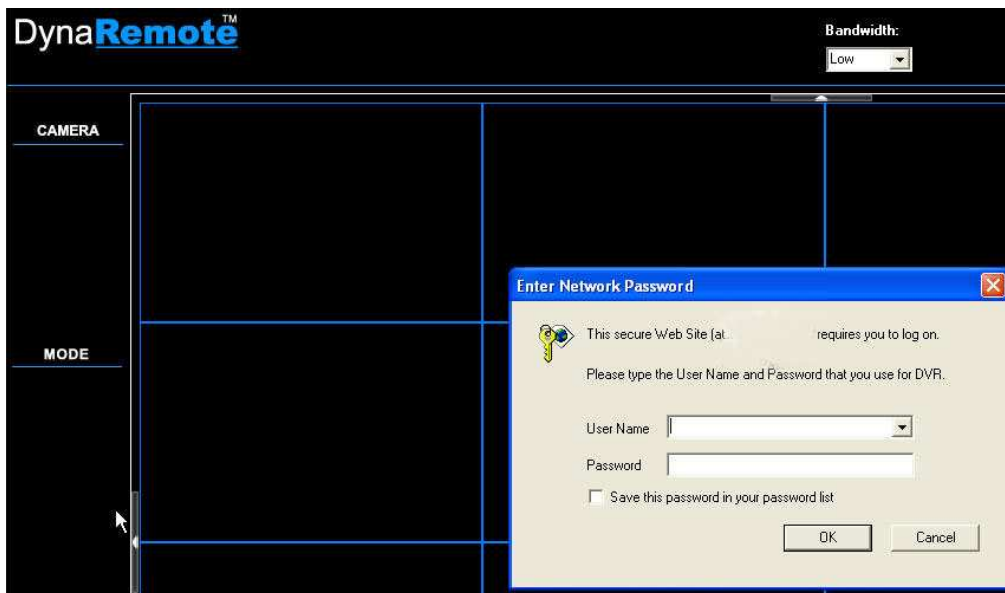 DynaRemote™
Bandwidth:
Low
CAMERA
MODE
Enter Network Password
This secure Web Site (at requires you to log on.
Please type the User Name and Password that you use for DVR.
User Name
Password
Save this password in your password list
OK Cancel